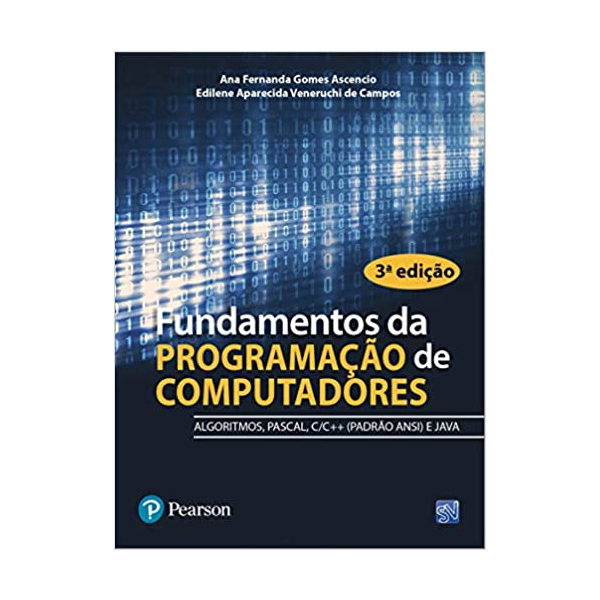 Ana Fernanda Gomes Ascencio
Edilene Aparecida Veneruchi de Campos
3ª edição
Fundamentos da
PROGRAMAÇÃO de
COMPUTADORES
ALGORITMOS, PASCAL, C/C++ (PADRÃO ANSI) E JAVA
Pearson
SV